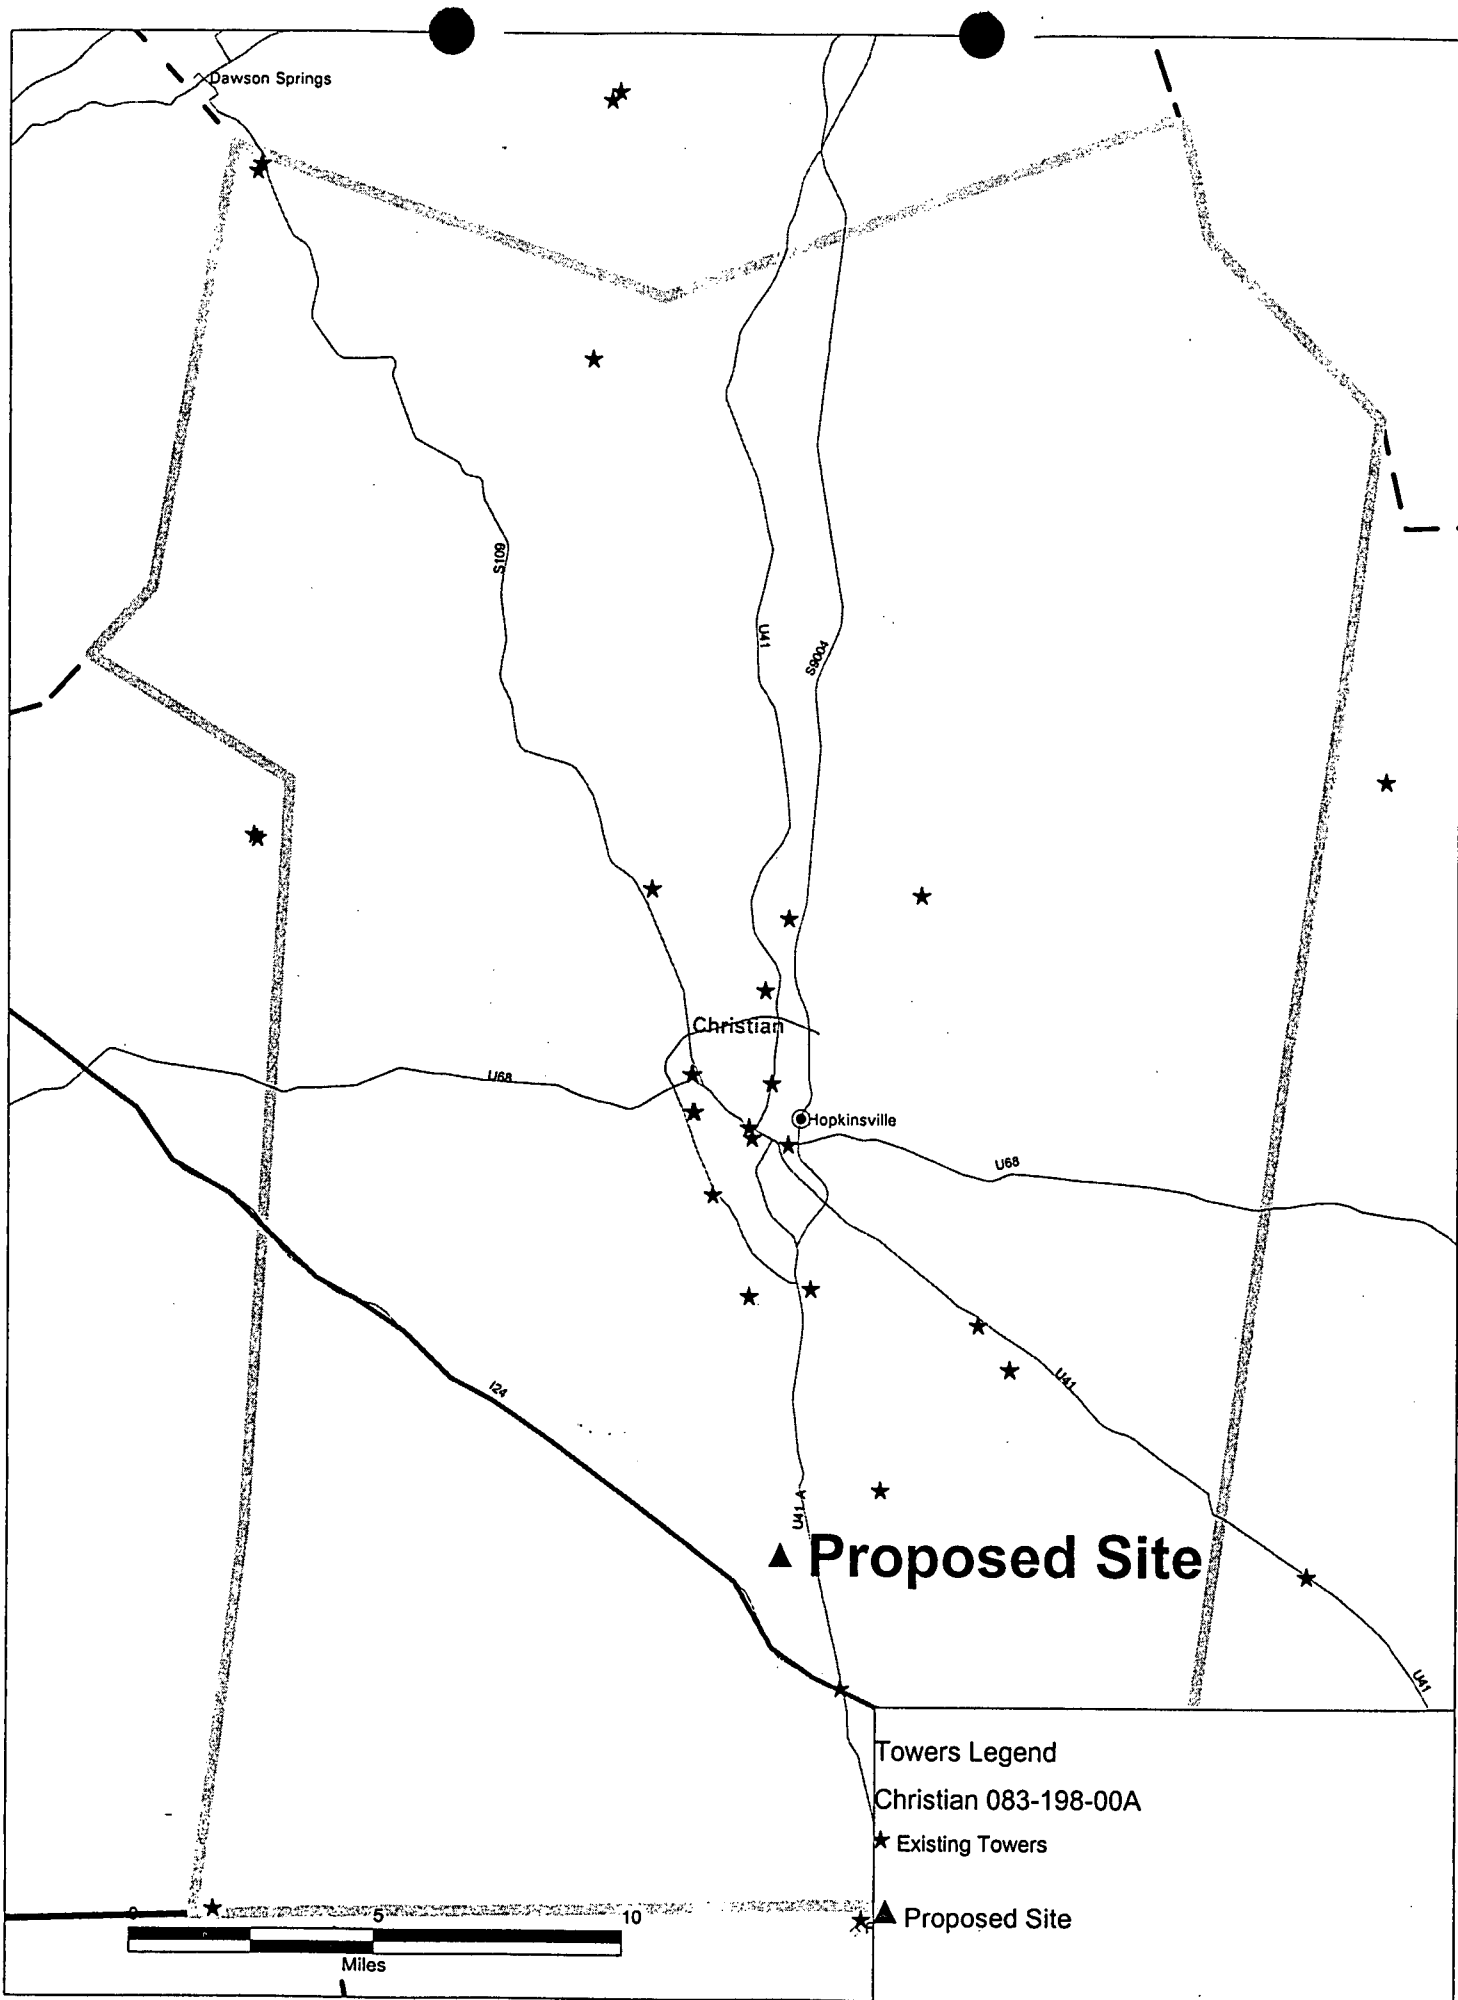 Dawson Springs
S109
U41
S9004
Christian
U68
Hopkinsville
U68
I24
U41
U41 A
Proposed Site
U41
Towers Legend
Christian 083-198-00A
Existing Towers
Proposed Site
0 5 10
Miles